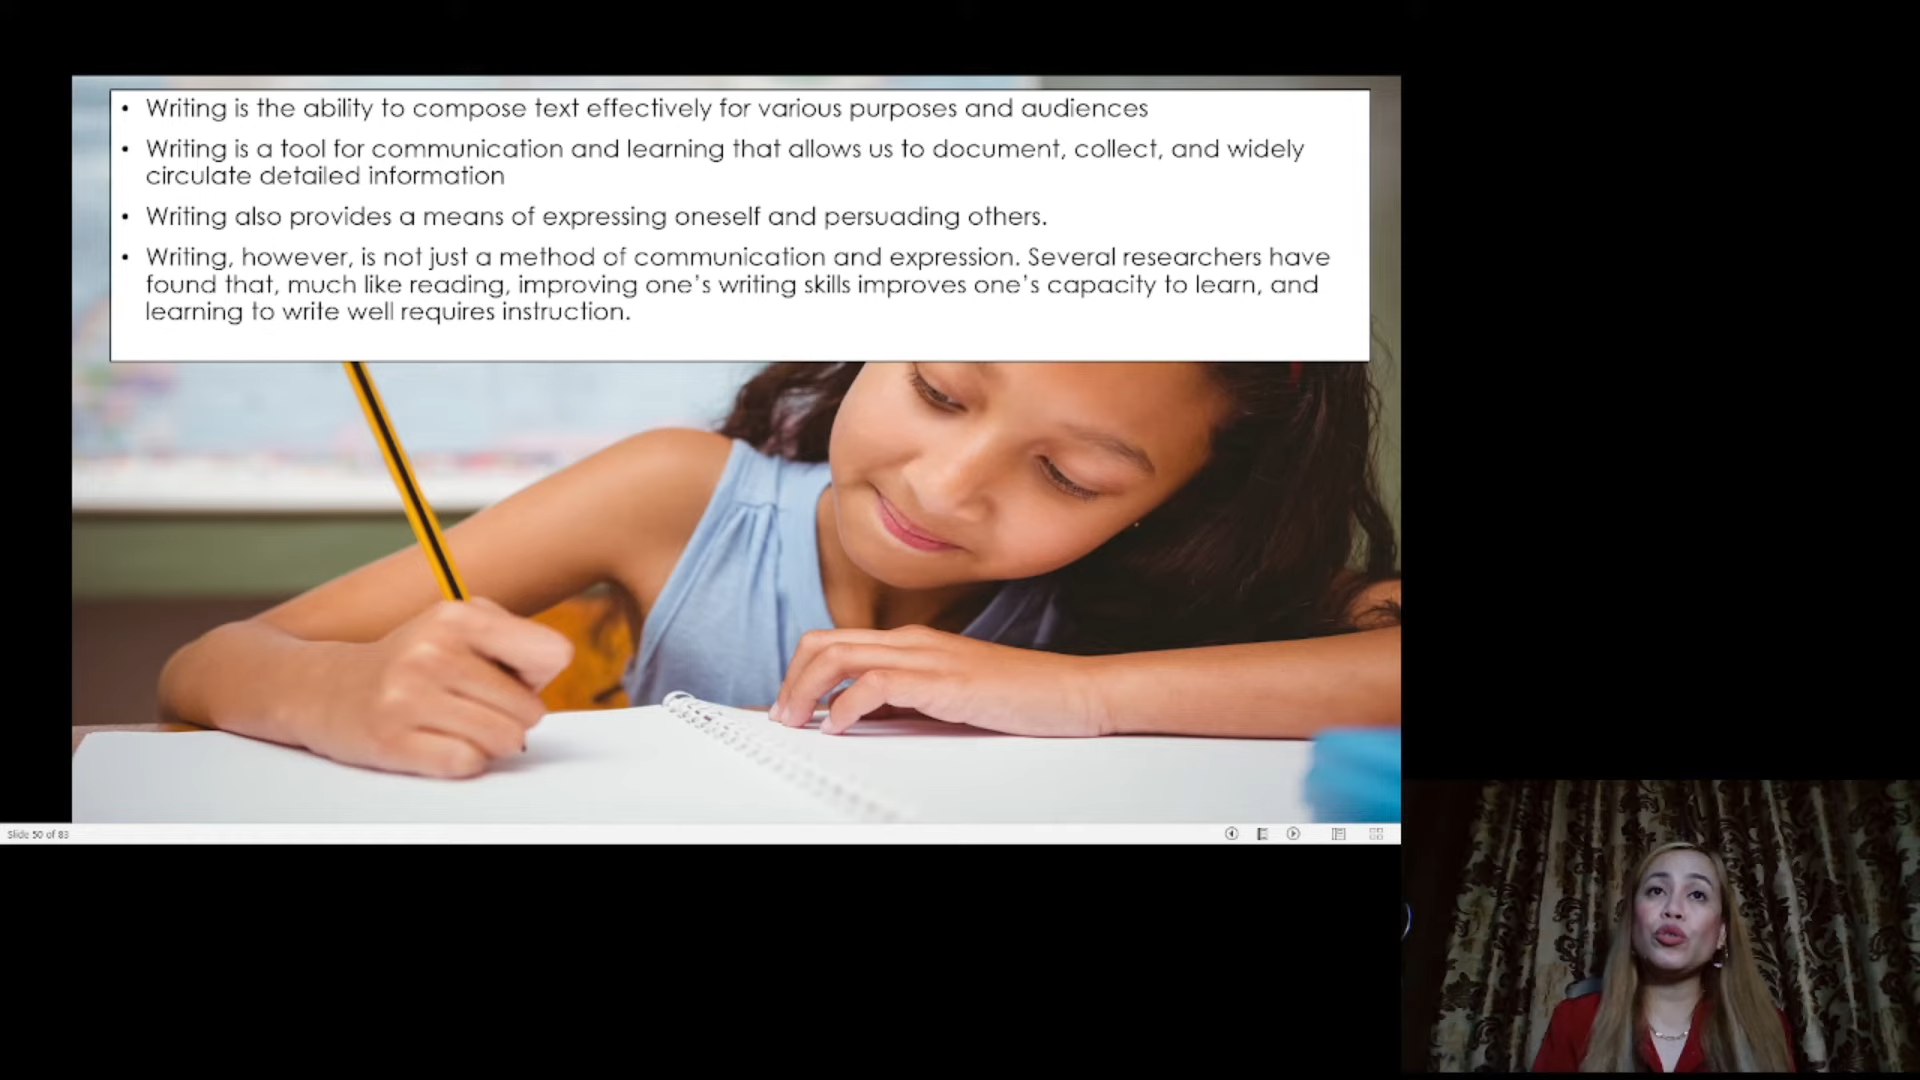 • Writing is the ability to compose text effectively for various purposes and audiences
• Writing is a tool for communication and learning that allows us to document, collect, and widely
circulate detailed information
• Writing also provides a means of expressing oneself and persuading others.
• Writing, however, is not just a method of communication and expression. Several researchers have
found that, much like reading, improving one’s writing skills improves one’s capacity to learn, and
learning to write well requires instruction.
Slide 50 of 83